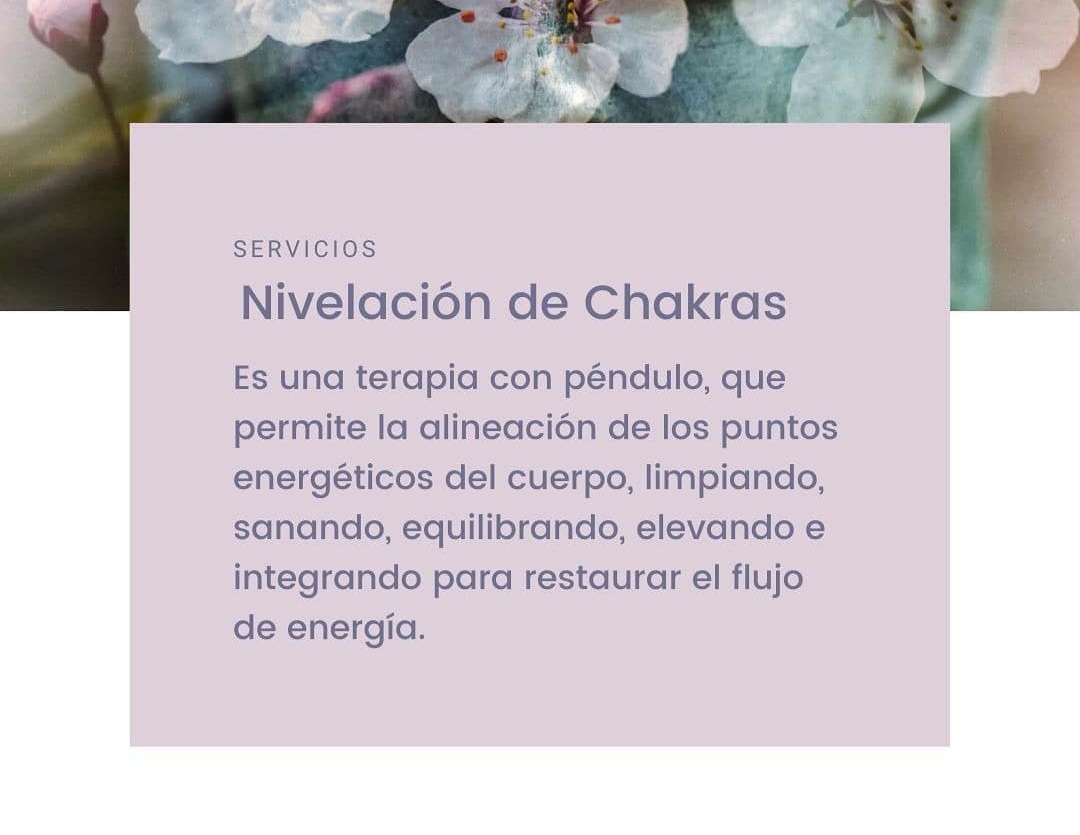 SERVICIOS
Nivelación de Chakras
Es una terapia con péndulo, que
permite la alineación de los puntos
energéticos del cuerpo, limpiando,
sanando, equilibrando, elevando e
integrando para restaurar el flujo
de energía.